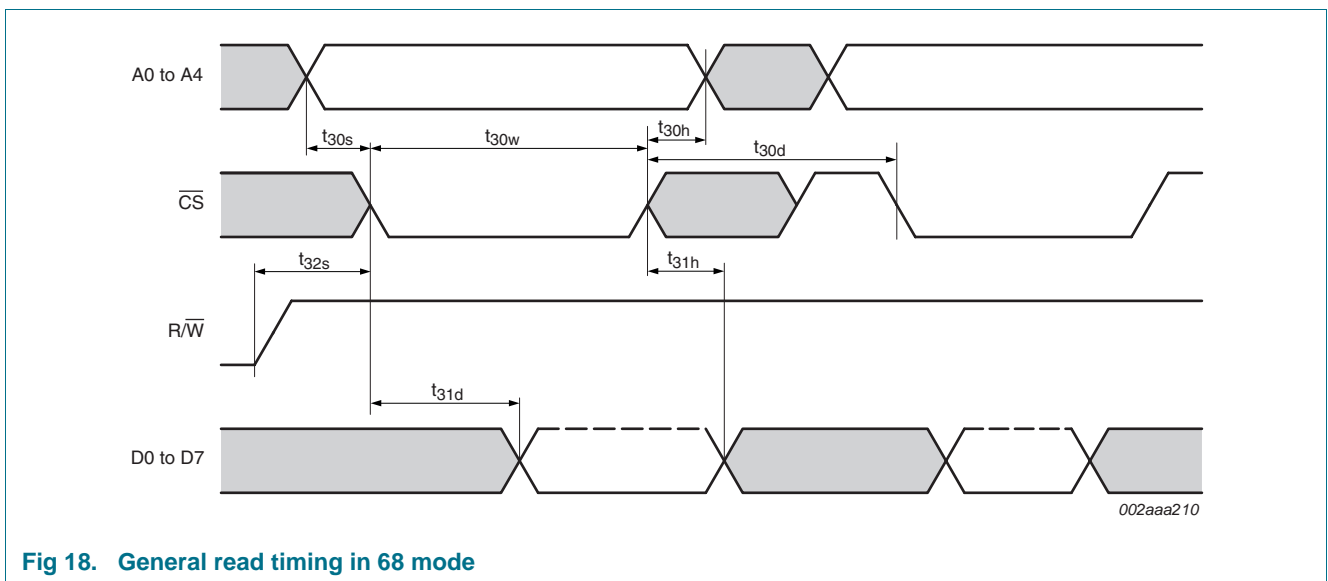 A0 to A4
t30s
t30w
t30h
t30d
CS
t32s
t31h
R/W
t31d
D0 to D7
002aaa210
Fig 18. General read timing in 68 mode